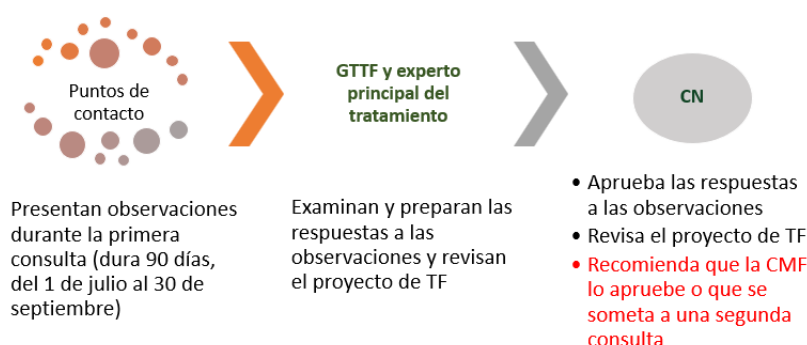 Puntos de
contacto
GTTF y experto
principal del
tratamiento
CN
Presentan observaciones
durante la primera
consulta (dura 90 días,
del 1 de julio al 30 de
septiembre)
Examinan y preparan las
respuestas a las
observaciones y revisan
el proyecto de TF
• Aprueba las respuestas
a las observaciones
• Revisa el proyecto de TF
• Recomienda que la CMF
lo apruebe o que se
someta a una segunda
consulta